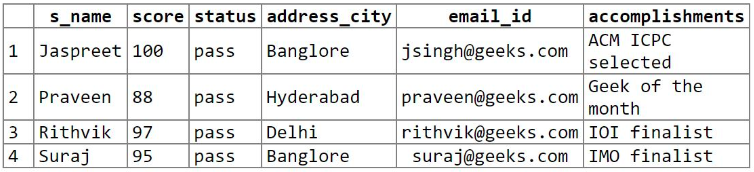 s_name score status address_city email_id accomplishments
1 Jaspreet 100 pass Banglore jsingh@geeks.com ACM ICPC
selected
2 Praveen 88 pass Hyderabad praveen@geeks.com Geek of the
month
3 Rithvik 97 pass Delhi rithvik@geeks.com IOI finalist
4 Suraj 95 pass Banglore suraj@geeks.com IMO finalist